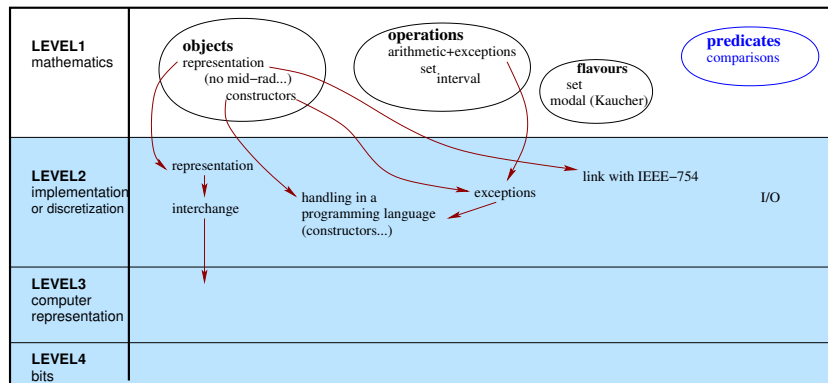 LEVEL1
mathematics
objects
representation
(no mid−rad...)
constructors
operations
arithmetic+exceptions
set
interval
flavours
set
modal (Kaucher)
predicates
comparisons
LEVEL2
implementation
or discretization
representation
interchange
handling in a
programming language
(constructors...)
exceptions
link with IEEE−754
I/O
LEVEL3
computer
representation
LEVEL4
bits